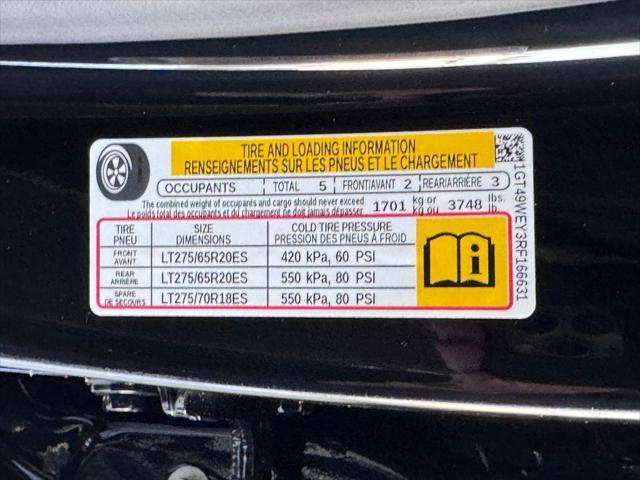 TIRE AND LOADING INFORMATION
RENSEIGNEMENTS SUR LES PNEUS ET LE CHARGEMENT
OCCUPANTS TOTAL 5 FRONT/AVANT 2 REAR/ARRIÈRE 3
The combined weight of occupants and cargo should never exceed 1701 kg or 3748 lbs.
Le poids total des occupants et du chargement ne doit jamais dépasser kg ou lb
TIRE SIZE COLD TIRE PRESSURE
PNEU DIMENSIONS PRESSION DES PNEUS À FROID
FRONT
AVANT LT275/65R20ES 420 kPa, 60 PSI
REAR
ARRIÈRE LT275/65R20ES 550 kPa, 80 PSI
SPARE
DE SECOURS LT275/70R18ES 550 kPa, 80 PSI
1GT49WEY3RF166631